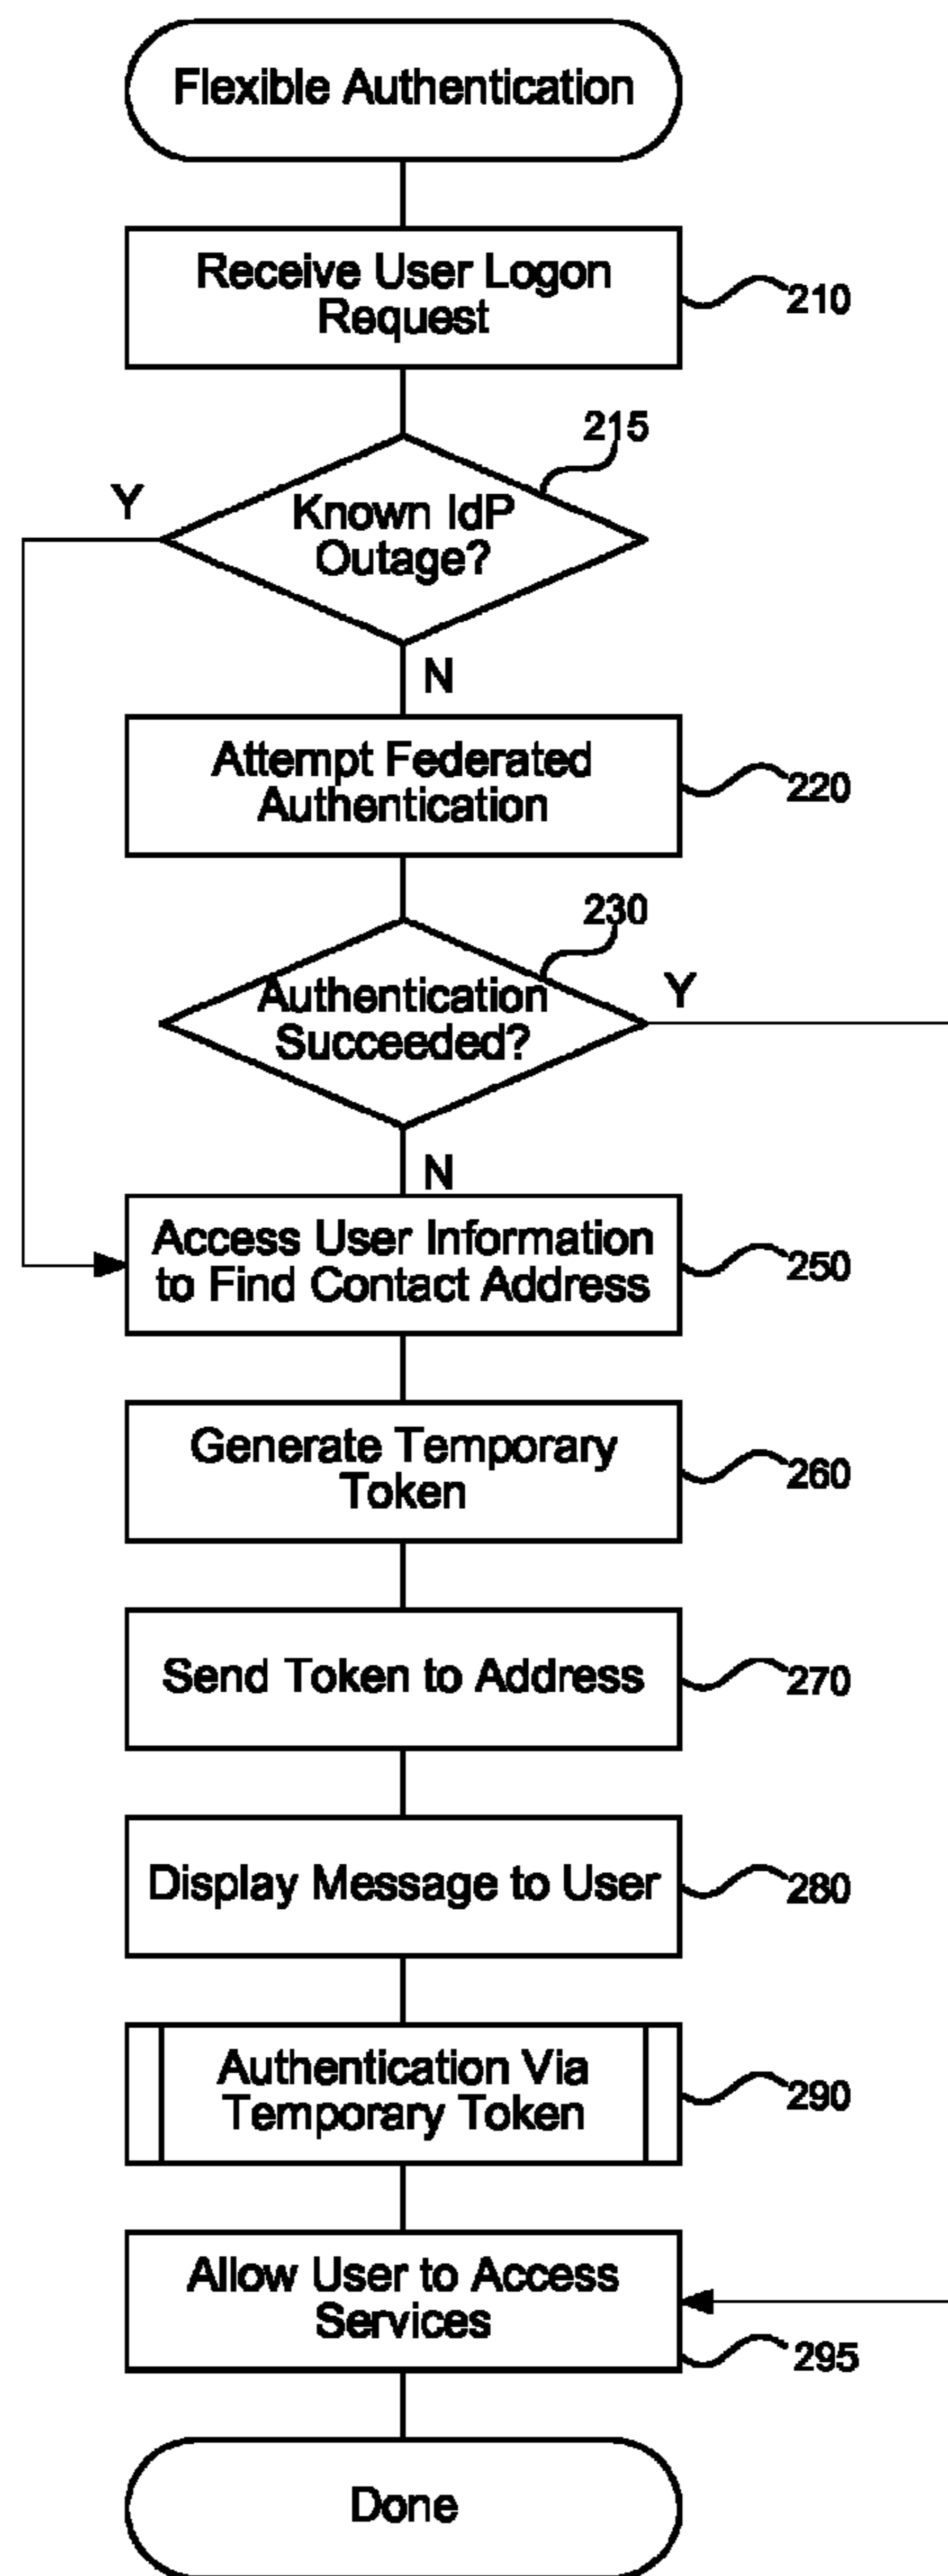 Flexible Authentication
Receive User Logon
Request
210
215
Y
Known IdP
Outage?
N
Attempt Federated
Authentication
220
230
Y
Authentication
Succeeded?
N
Access User Information
to Find Contact Address
250
Generate Temporary
Token
260
Send Token to Address
270
Display Message to User
280
Authentication Via
Temporary Token
290
Allow User to Access
Services
295
Done